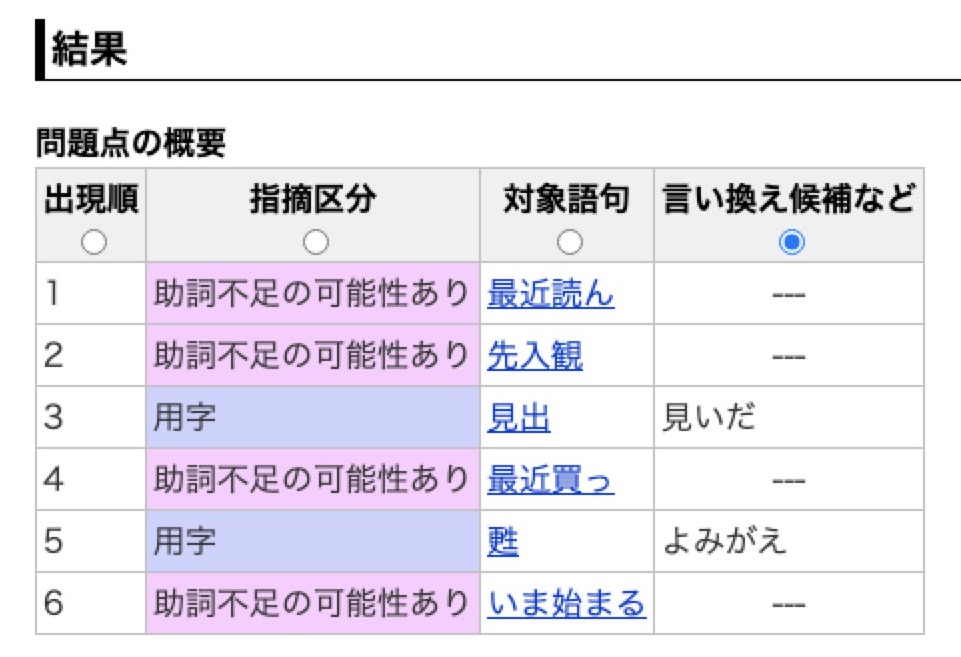 結果
問題点の概要
出現順 指摘区分 対象語句 言い換え候補など
1 助詞不足の可能性あり 最近読ん ---
2 助詞不足の可能性あり 先入観 ---
3 用字 見出 見いだ
4 助詞不足の可能性あり 最近買っ ---
5 用字 甦 よみがえ
6 助詞不足の可能性あり いま始まる ---